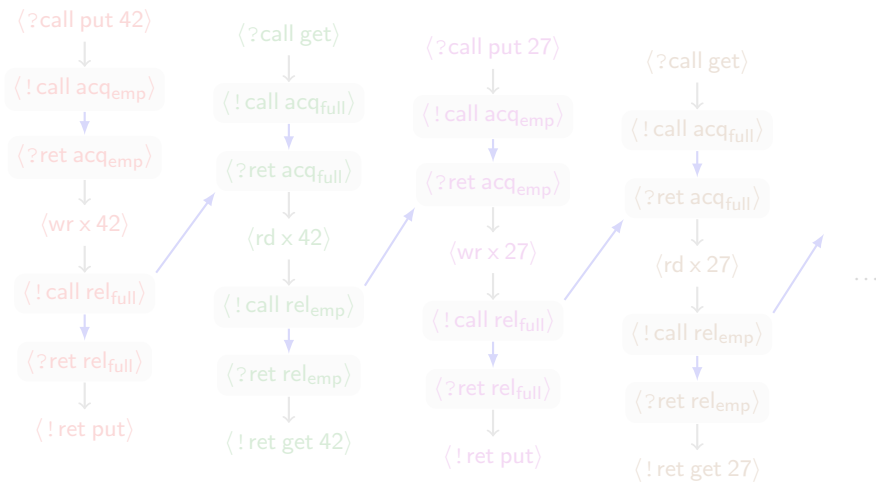 ⟨?call put 42⟩
⟨!call acq_emp⟩
⟨?ret acq_emp⟩
⟨wr x 42⟩
⟨!call rel_full⟩
⟨?ret rel_full⟩
⟨!ret put⟩
⟨?call get⟩
⟨!call acq_full⟩
⟨?ret acq_full⟩
⟨rd x 42⟩
⟨!call rel_emp⟩
⟨?ret rel_emp⟩
⟨!ret get 42⟩
⟨?call put 27⟩
⟨!call acq_emp⟩
⟨?ret acq_emp⟩
⟨wr x 27⟩
⟨!call rel_full⟩
⟨?ret rel_full⟩
⟨!ret put⟩
⟨?call get⟩
⟨!call acq_full⟩
⟨?ret acq_full⟩
⟨rd x 27⟩
⟨!call rel_emp⟩
⟨?ret rel_emp⟩
⟨!ret get 27⟩
...